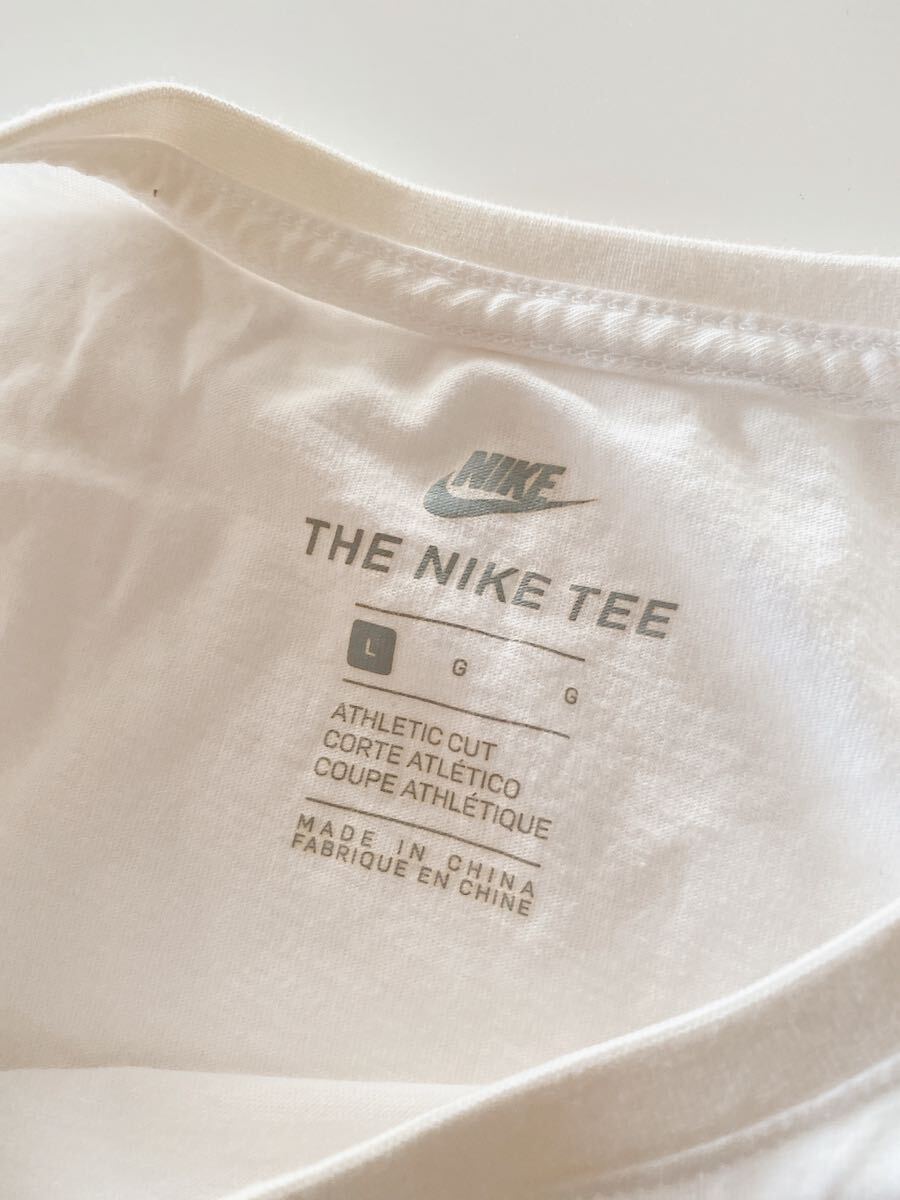 NIKE
THE NIKE TEE
L G G
ATHLETIC CUT
CORTE ATLÉTICO
COUPE ATHLÉTIQUE
MADE IN CHINA
FABRIQUE EN CHINE